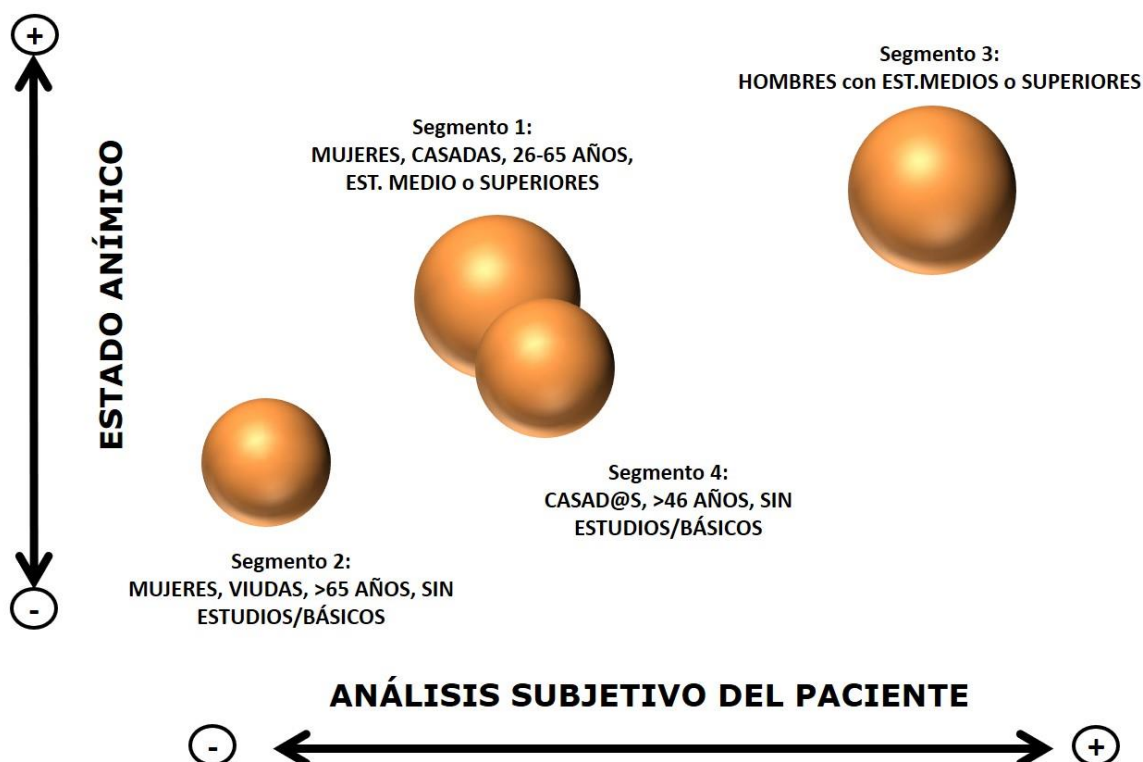 +
Segmento 3:
HOMBRES con EST.MEDIOS o SUPERIORES
Segmento 1:
MUJERES, CASADAS, 26-65 AÑOS,
EST. MEDIO o SUPERIORES
ESTADO ANÍMICO
Segmento 4:
CASAD@S, >46 AÑOS, SIN
ESTUDIOS/BÁSICOS
Segmento 2:
MUJERES, VIUDAS, >65 AÑOS, SIN
ESTUDIOS/BÁSICOS
-
ANÁLISIS SUBJETIVO DEL PACIENTE
-
+